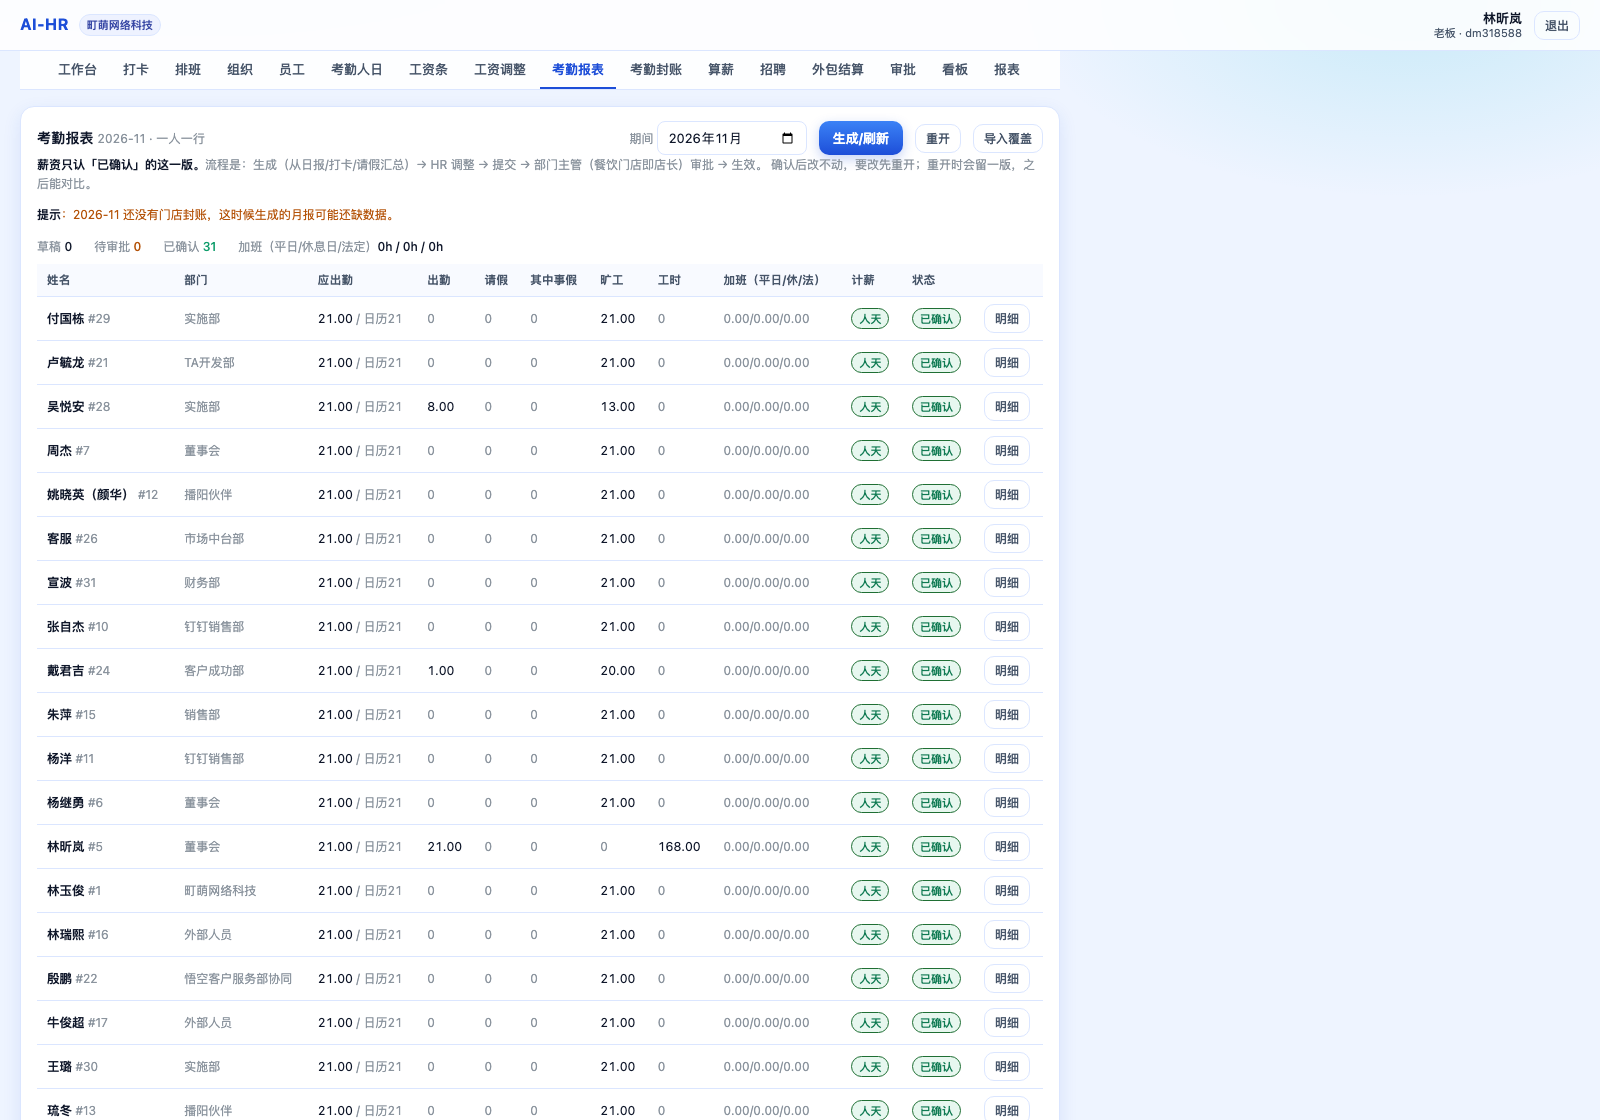 AI-HR 町萌网络科技
林昕岚
老板 · dm318588
退出
工作台 打卡 排班 组织 员工 考勤人日 工资条 工资调整 考勤报表 考勤封账 算薪 招聘 外包结算 审批 看板 报表
考勤报表 2026-11 · 一人一行 期间 2026年11月 生成/刷新 重开 导入覆盖
薪资只认「已确认」的这一版。流程是：生成（从日报/打卡/请假汇总）→ HR 调整 → 提交 → 部门主管（餐饮门店即店长）审批 → 生效。 确认后改不动，要改先重开；重开时会留一版，之
后能对比。
提示：2026-11 还没有门店封账，这时候生成的月报可能还缺数据。
草稿 0 待审批 0 已确认 31 加班（平日/休息日/法定）0h / 0h / 0h
姓名 部门 应出勤 出勤 请假 其中事假 旷工 工时 加班（平日/休/法） 计薪 状态
付国栋 #29 实施部 21.00 / 日历21 0 0 0 21.00 0 0.00/0.00/0.00 人天 已确认 明细
卢毓龙 #21 TA开发部 21.00 / 日历21 0 0 0 21.00 0 0.00/0.00/0.00 人天 已确认 明细
吴悦安 #28 实施部 21.00 / 日历21 8.00 0 0 13.00 0 0.00/0.00/0.00 人天 已确认 明细
周杰 #7 董事会 21.00 / 日历21 0 0 0 21.00 0 0.00/0.00/0.00 人天 已确认 明细
姚晓英（颜华） #12 播阳伙伴 21.00 / 日历21 0 0 0 21.00 0 0.00/0.00/0.00 人天 已确认 明细
客服 #26 市场中台部 21.00 / 日历21 0 0 0 21.00 0 0.00/0.00/0.00 人天 已确认 明细
宣波 #31 财务部 21.00 / 日历21 0 0 0 21.00 0 0.00/0.00/0.00 人天 已确认 明细
张自杰 #10 钉钉销售部 21.00 / 日历21 0 0 0 21.00 0 0.00/0.00/0.00 人天 已确认 明细
戴君吉 #24 客户成功部 21.00 / 日历21 1.00 0 0 20.00 0 0.00/0.00/0.00 人天 已确认 明细
朱萍 #15 销售部 21.00 / 日历21 0 0 0 21.00 0 0.00/0.00/0.00 人天 已确认 明细
杨洋 #11 钉钉销售部 21.00 / 日历21 0 0 0 21.00 0 0.00/0.00/0.00 人天 已确认 明细
杨继勇 #6 董事会 21.00 / 日历21 0 0 0 21.00 0 0.00/0.00/0.00 人天 已确认 明细
林昕岚 #5 董事会 21.00 / 日历21 21.00 0 0 0 168.00 0.00/0.00/0.00 人天 已确认 明细
林玉俊 #1 町萌网络科技 21.00 / 日历21 0 0 0 21.00 0 0.00/0.00/0.00 人天 已确认 明细
林瑞熙 #16 外部人员 21.00 / 日历21 0 0 0 21.00 0 0.00/0.00/0.00 人天 已确认 明细
殷鹏 #22 悟空客户服务部协同 21.00 / 日历21 0 0 0 21.00 0 0.00/0.00/0.00 人天 已确认 明细
牛俊超 #17 外部人员 21.00 / 日历21 0 0 0 21.00 0 0.00/0.00/0.00 人天 已确认 明细
王璐 #30 实施部 21.00 / 日历21 0 0 0 21.00 0 0.00/0.00/0.00 人天 已确认 明细
琉冬 #13 播阳伙伴 21.00 / 日历21 0 0 0 21.00 0 0.00/0.00/0.00 人天 已确认 明细